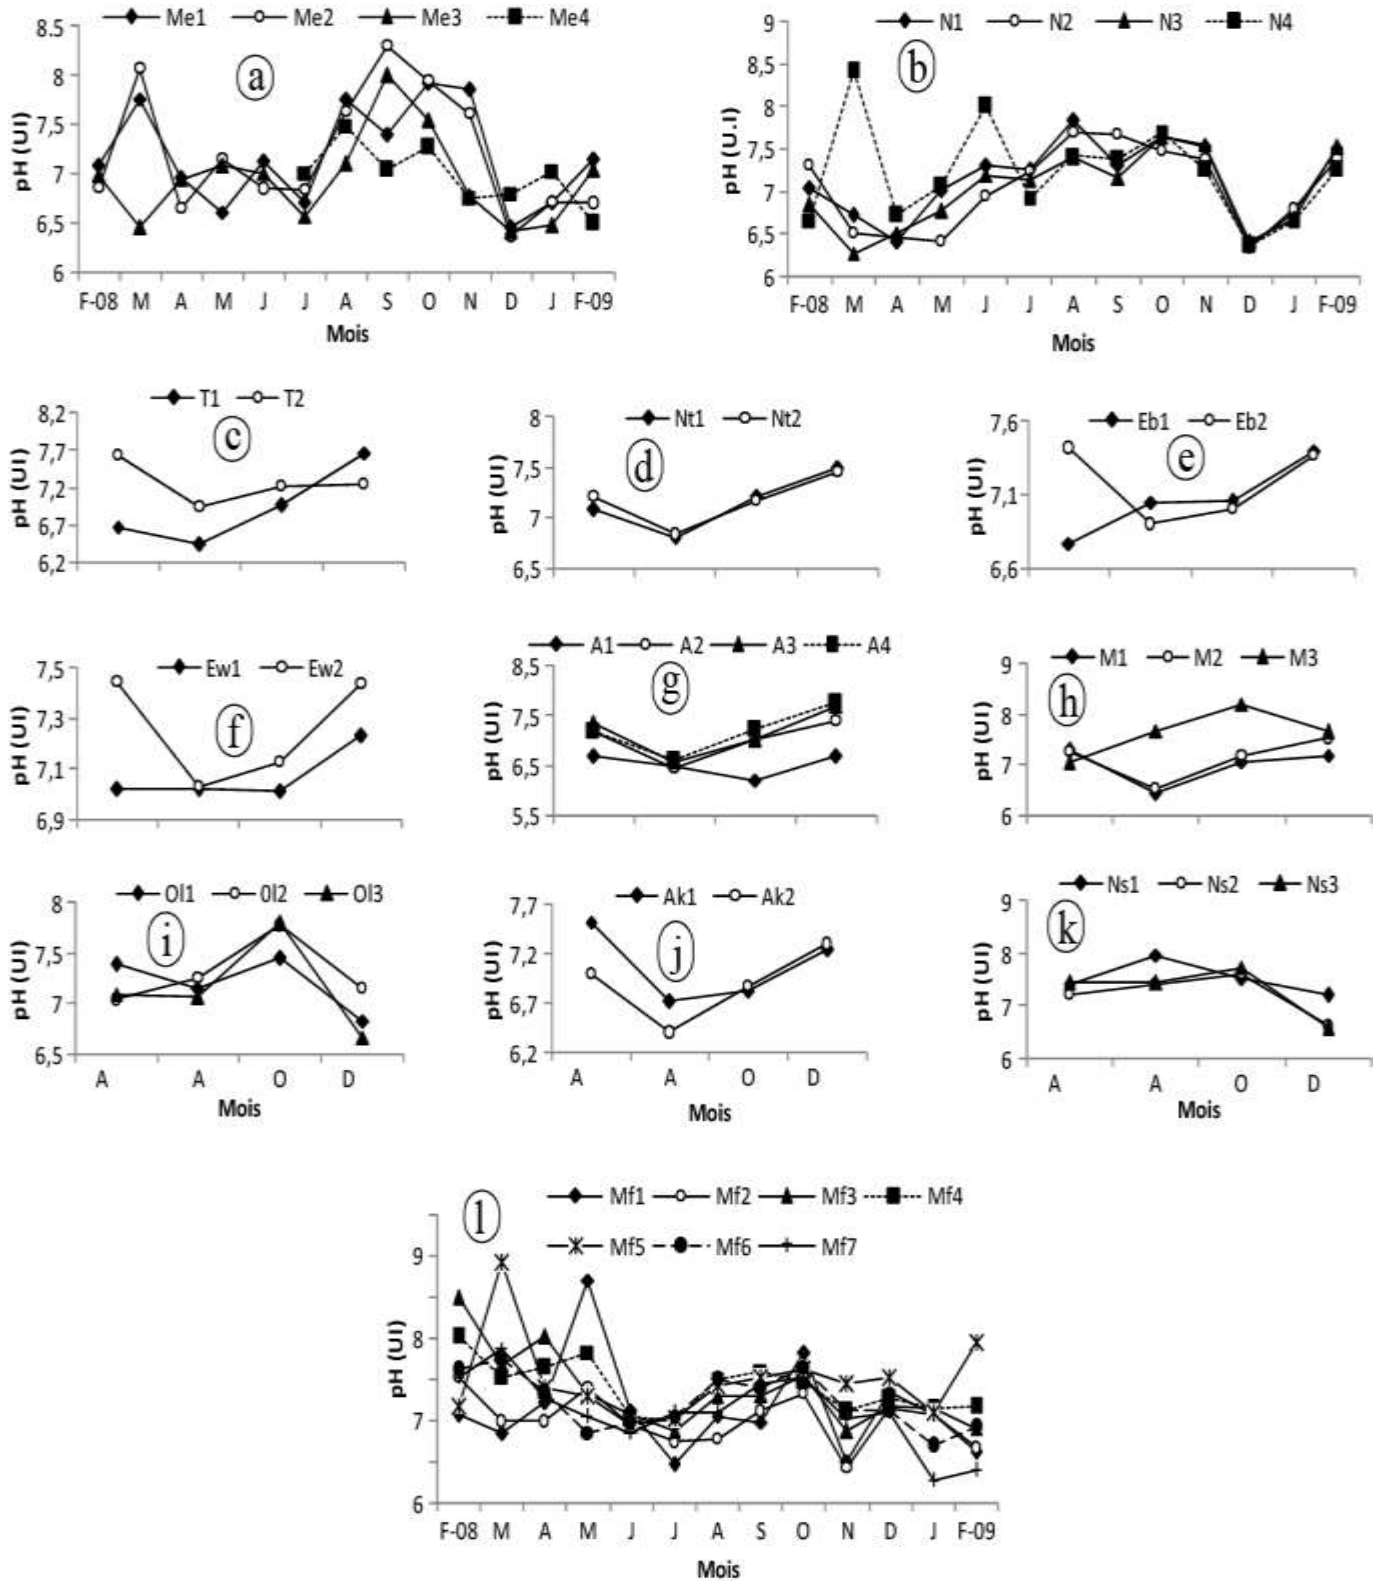 Me1 Me2 Me3 Me4
8.5
8
7.5
7
6.5
6
pH (UI)
a
F-08 M A M J J A S O N D J F-09
Mois
N1 N2 N3 N4
9
8,5
8
7,5
7
6,5
6
pH (U.I)
b
F-08 M A M J J A S O N D J F-09
Mois
T1 T2
8,2
7,7
7,2
6,7
6,2
pH (UI)
c
Nt1 Nt2
8
7,5
7
6,5
pH (UI)
d
Eb1 Eb2
7,6
7,1
6,6
pH (UI)
e
Ew1 Ew2
7,5
7,3
7,1
6,9
pH (UI)
f
A1 A2 A3 A4
8,5
7,5
6,5
5,5
pH (UI)
g
M1 M2 M3
9
8
7
6
pH (UI)
h
Ol1 0l2 Ol3
8
7,5
7
6,5
pH (UI)
i
A A O D
Mois
Ak1 Ak2
7,7
7,2
6,7
6,2
pH (UI)
j
A A O D
Mois
Ns1 Ns2 Ns3
9
8
7
6
pH (UI)
k
A A O D
Mois
Mf1 Mf2 Mf3 Mf4
Mf5 Mf6 Mf7
l
9
8
7
6
pH (UI)
F-08 M A M J J A S O N D J F-09
Mois